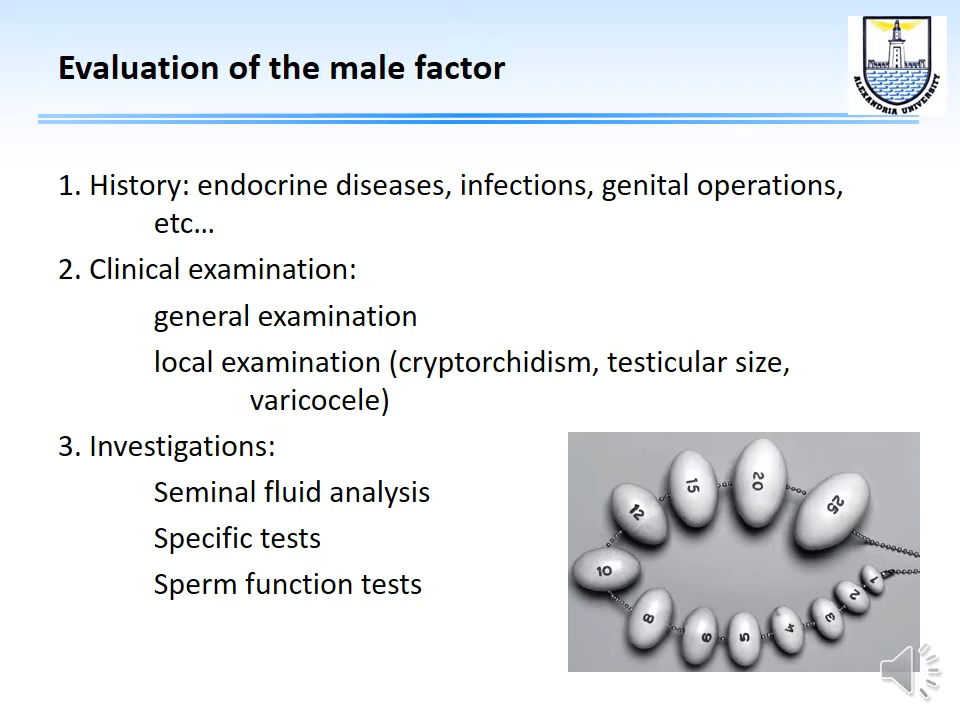 Evaluation of the male factor
ALEXANDRIA UNIVERSITY
1. History: endocrine diseases, infections, genital operations,
etc…
2. Clinical examination:
general examination
local examination (cryptorchidism, testicular size,
varicocele)
3. Investigations:
Seminal fluid analysis
Specific tests
Sperm function tests
20
15
25
12
10
8
6
5
4
3
2
1